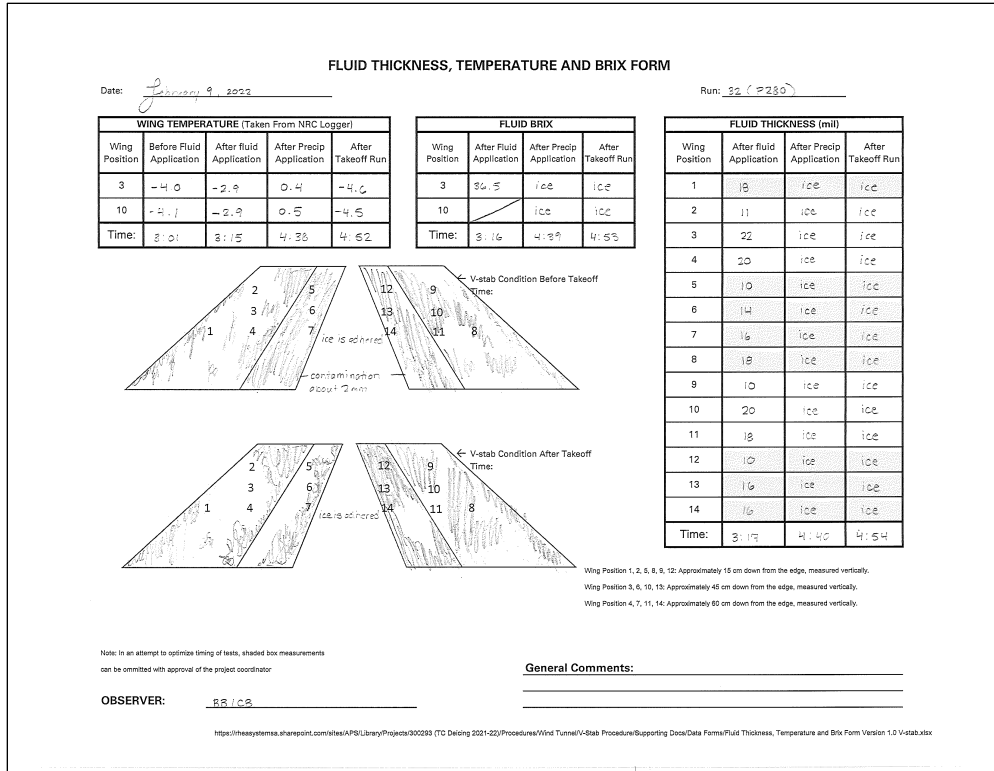 FLUID THICKNESS, TEMPERATURE AND BRIX FORM
Date: February 9, 2022
Run: 32 (P280)
WING TEMPERATURE (Taken From NRC Logger)
Wing Position | Before Fluid Application | After fluid Application | After Precip Application | After Takeoff Run
3 | -4.0 | -2.9 | 0.4 | -4.6
10 | -4.1 | -2.9 | 0.5 | -4.5
Time: | 3:01 | 3:15 | 4:38 | 4:52
FLUID BRIX
Wing Position | After Fluid Application | After Precip Application | After Takeoff Run
3 | 36.5 | ice | ice
10 | ice | ice
Time: | 3:16 | 4:39 | 4:53
FLUID THICKNESS (mil)
Wing Position | After fluid Application | After Precip Application | After Takeoff Run
1 | 18 | ice | ice
2 | 11 | ice | ice
3 | 22 | ice | ice
4 | 20 | ice | ice
5 | 10 | ice | ice
6 | 14 | ice | ice
7 | 16 | ice | ice
8 | 18 | ice | ice
9 | 10 | ice | ice
10 | 20 | ice | ice
11 | 18 | ice | ice
12 | 10 | ice | ice
13 | 16 | ice | ice
14 | 16 | ice | ice
Time: | 3:17 | 4:40 | 4:54
← V-stab Condition Before Takeoff
Time:
2 5 12 9
3 6 13 10
1 4 7 14 11 8
ice is adhered
contamination
about 2mm
← V-stab Condition After Takeoff
Time:
2 5 12 9
3 6 13 10
1 4 7 14 11 8
ice is adhered
Wing Position 1, 2, 5, 8, 9, 12: Approximately 15 cm down from the edge, measured vertically.
Wing Position 3, 6, 10, 13: Approximately 45 cm down from the edge, measured vertically.
Wing Position 4, 7, 11, 14: Approximately 60 cm down from the edge, measured vertically.
Note: In an attempt to optimize timing of tests, shaded box measurements
can be ommitted with approval of the project coordinator
General Comments:
OBSERVER: BB/CB
https://rheasystemsa.sharepoint.com/sites/APS/Library/Projects/300293 (TC Deicing 2021-22)/Procedures/Wind Tunnel/V-Stab Procedure/Supporting Docs/Data Forms/Fluid Thickness, Temperature and Brix Form Version 1.0 V-stab.xlsx